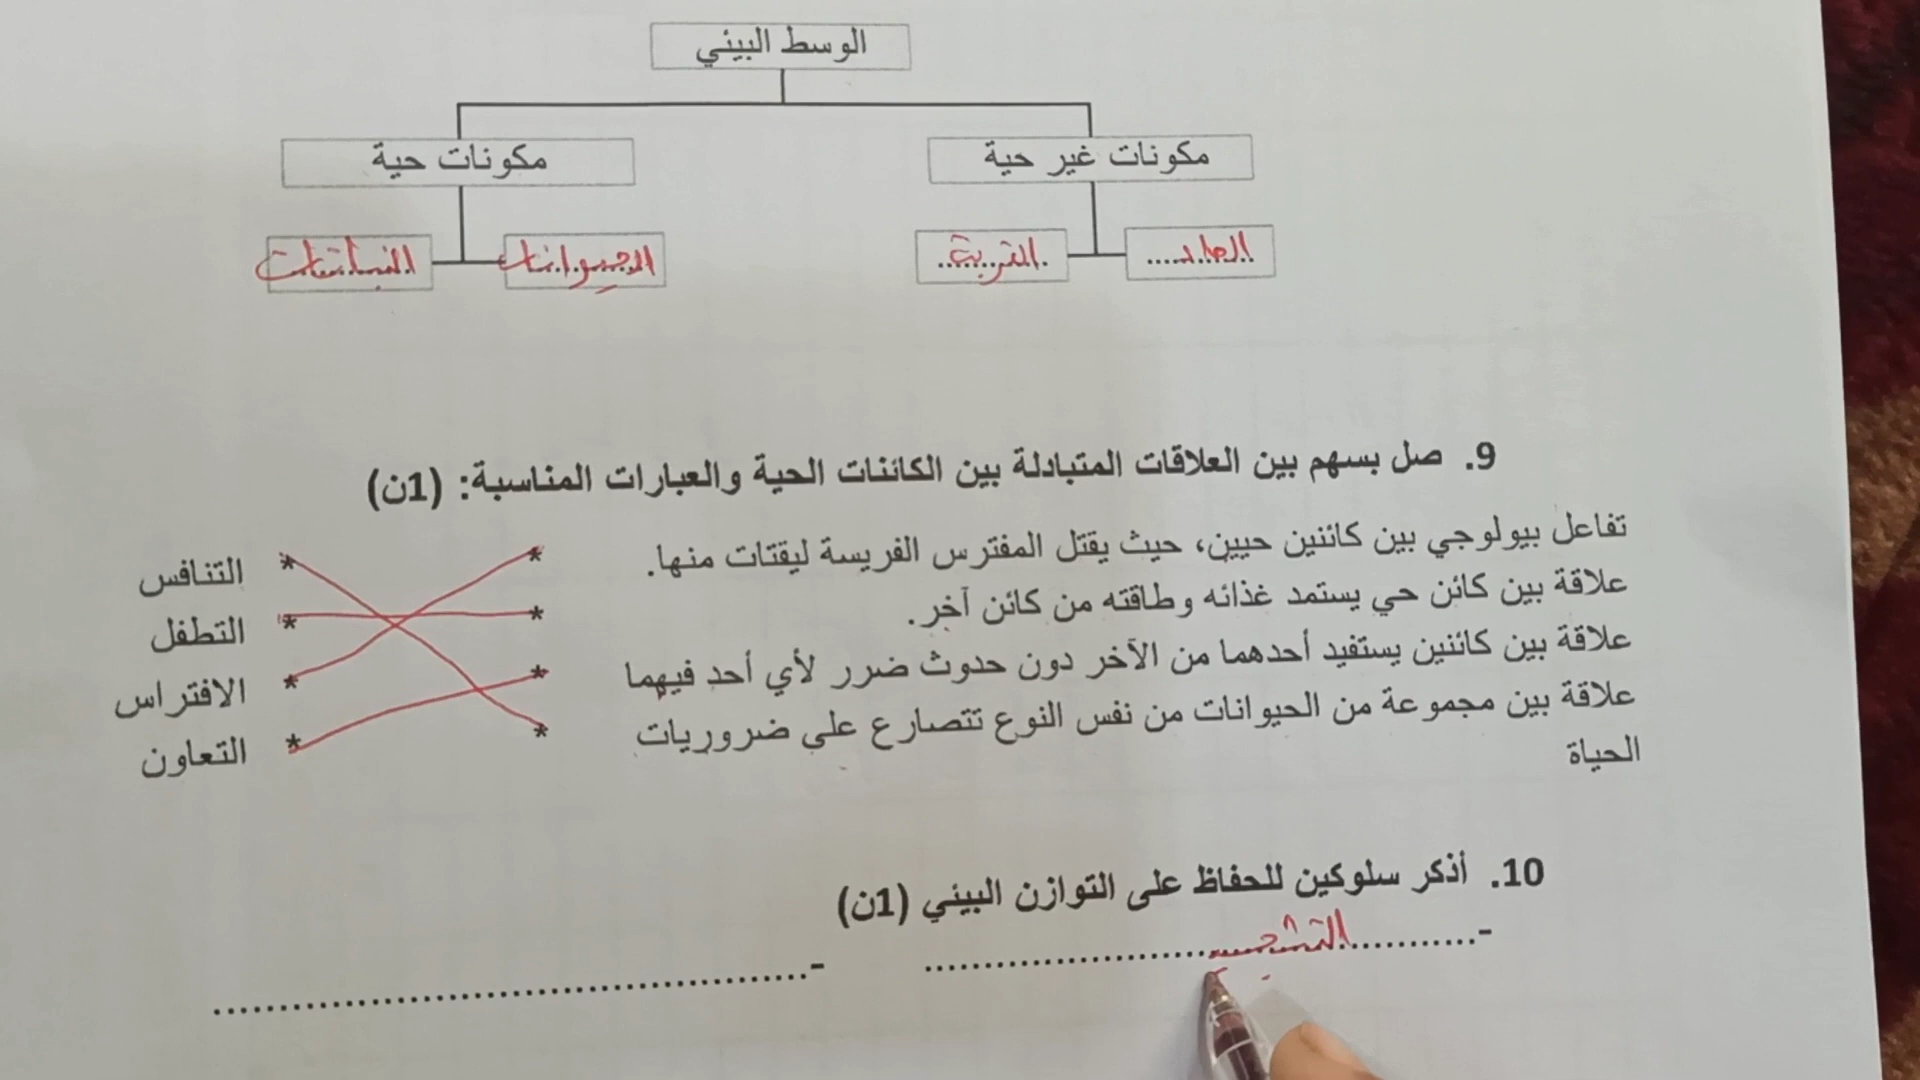 الوسط البيئي
مكونات غير حية
مكونات حية
الماء
التربة
الحيوانات
النباتات
9. صل بسهم بين العلاقات المتبادلة بين الكائنات الحية والعبارات المناسبة: (1ن)
تفاعل بيولوجي بين كائنين حيين، حيث يقتل المفترس الفريسة ليقتات منها. * * التنافس
علاقة بين كائن حي يستمد غذائه وطاقته من كائن آخر. * * التطفل
علاقة بين كائنين يستفيد أحدهما من الآخر دون حدوث ضرر لأي أحد فيهما * * الافتراس
علاقة بين مجموعة من الحيوانات من نفس النوع تتصارع على ضروريات * * التعاون
الحياة
10. أذكر سلوكين للحفاظ على التوازن البيئي (1ن)
-...........التشجيـ....................... -.......................................